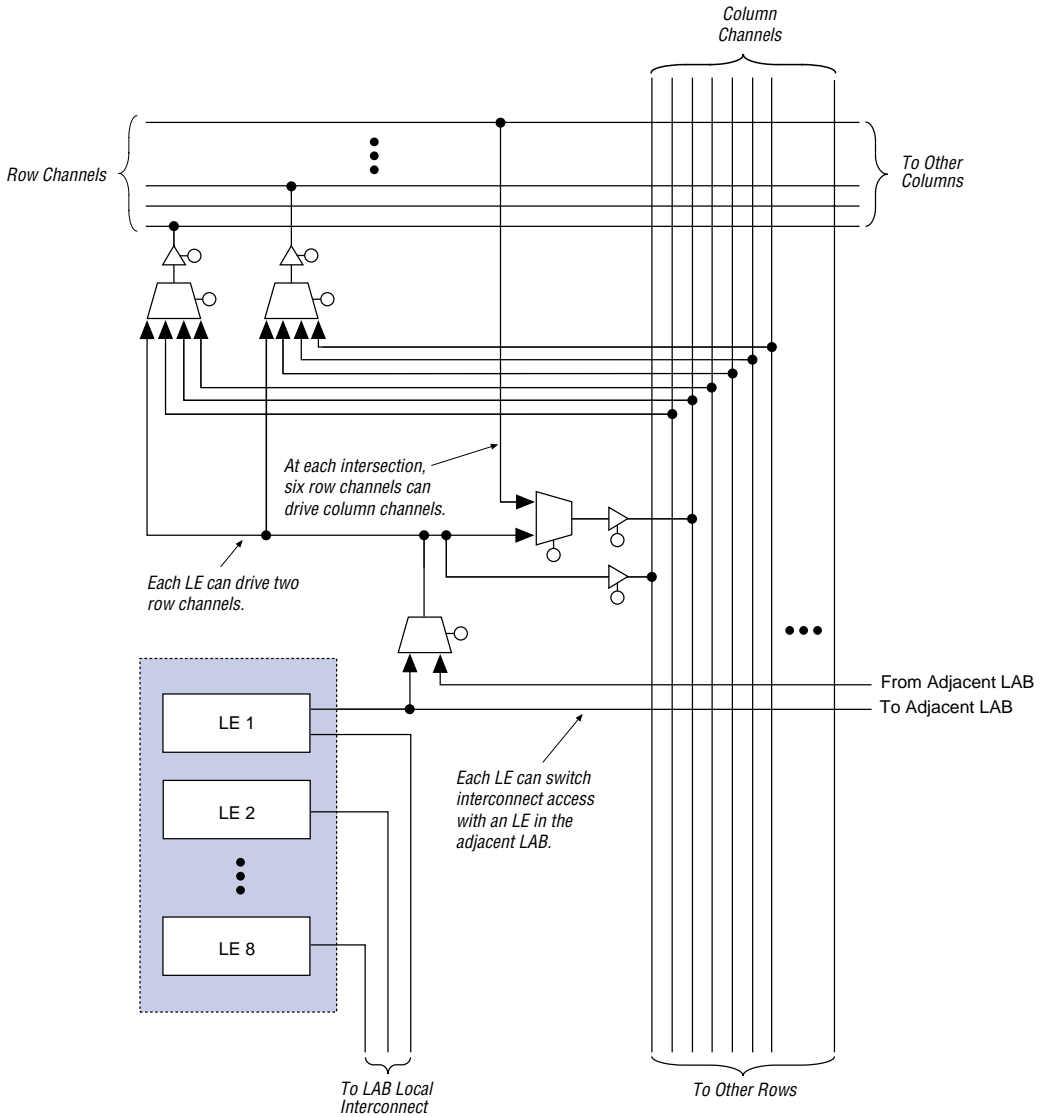 Column
Channels
Row Channels
To Other
Columns
At each intersection,
six row channels can
drive column channels.
Each LE can drive two
row channels.
From Adjacent LAB
To Adjacent LAB
LE 1
Each LE can switch
interconnect access
with an LE in the
adjacent LAB.
LE 2
LE 8
To LAB Local
Interconnect
To Other Rows